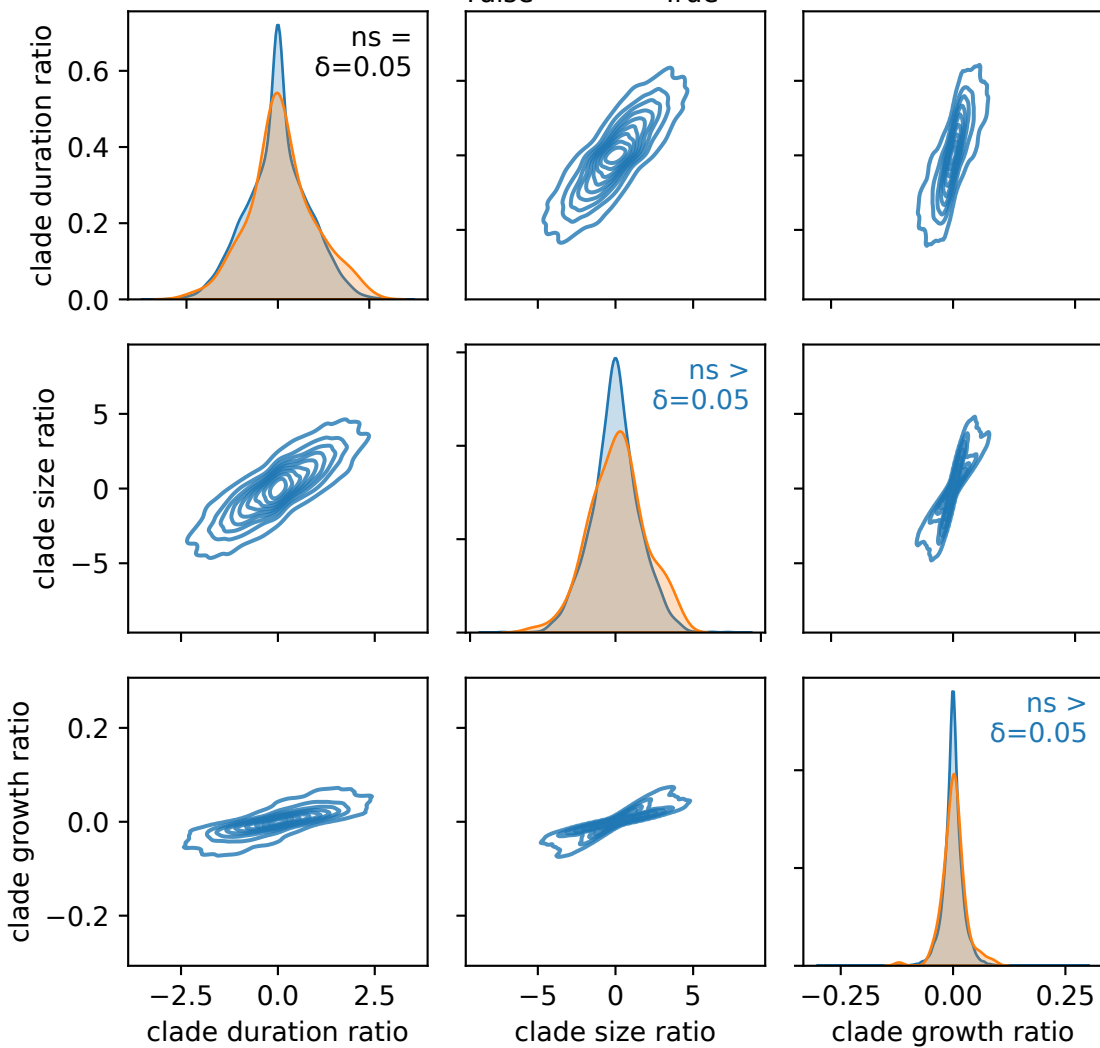 clade duration ratio
0.6
0.4
0.2
0.0
ns =
δ=0.05
clade size ratio
5
0
−5
ns >
δ=0.05
clade growth ratio
0.2
0.0
−0.2
ns >
δ=0.05
−2.5 0.0 2.5
−5 0 5
−0.25 0.00 0.25
clade duration ratio
clade size ratio
clade growth ratio